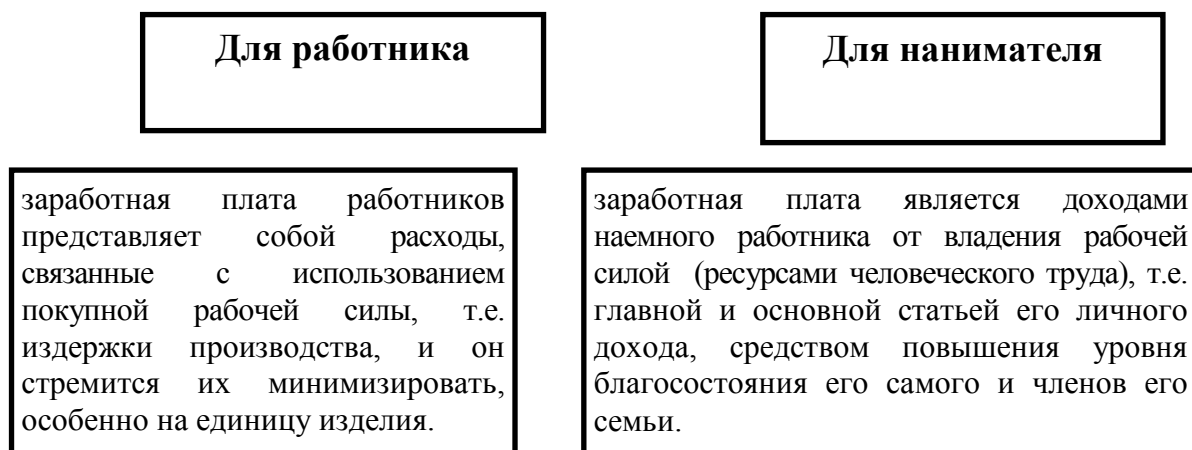 Для работника
заработная плата работников
представляет собой расходы,
связанные с использованием
покупной рабочей силы, т.е.
издержки производства, и он
стремится их минимизировать,
особенно на единицу изделия.
Для нанимателя
заработная плата является доходами
наемного работника от владения рабочей
силой (ресурсами человеческого труда), т.е.
главной и основной статьей его личного
дохода, средством повышения уровня
благосостояния его самого и членов его
семьи.